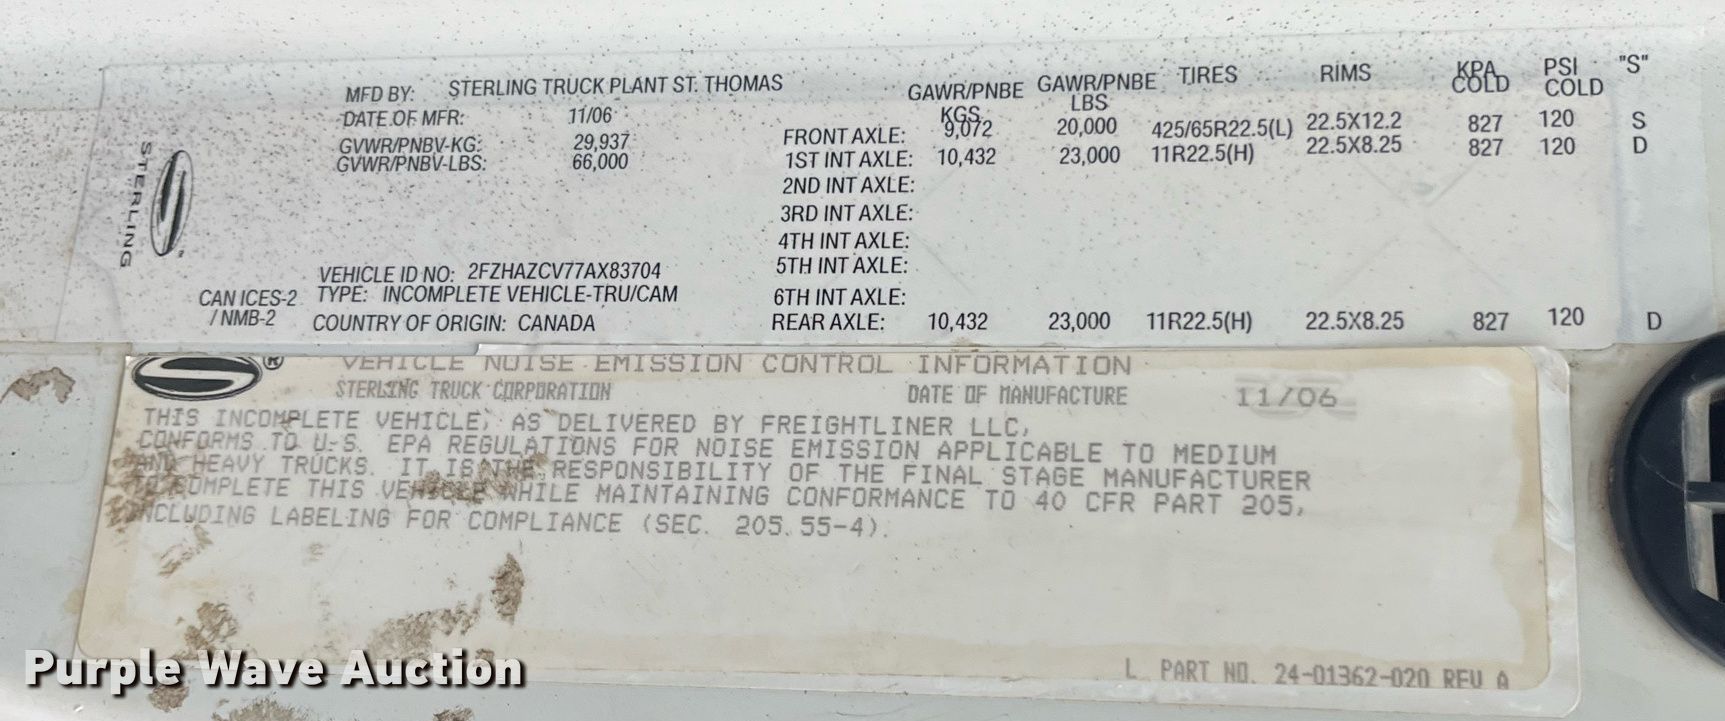 MFD BY: STERLING TRUCK PLANT ST. THOMAS
DATE OF MFR: 11/06
GVWR/PNBV-KG: 29,937
GVWR/PNBV-LBS: 66,000
GAWR/PNBE KGS GAWR/PNBE LBS TIRES RIMS KPA COLD PSI COLD "S"
FRONT AXLE: 9,072 20,000 425/65R22.5(L) 22.5X12.2 827 120 S
1ST INT AXLE: 10,432 23,000 11R22.5(H) 22.5X8.25 827 120 D
2ND INT AXLE:
3RD INT AXLE:
4TH INT AXLE:
5TH INT AXLE:
6TH INT AXLE:
REAR AXLE: 10,432 23,000 11R22.5(H) 22.5X8.25 827 120 D
STERLING
VEHICLE ID NO: 2FZHAZCV77AX83704
CAN ICES-2 / NMB-2
TYPE: INCOMPLETE VEHICLE-TRU/CAM
COUNTRY OF ORIGIN: CANADA
® VEHICLE NOISE EMISSION CONTROL INFORMATION
STERLING TRUCK CORPORATION DATE OF MANUFACTURE 11/06
THIS INCOMPLETE VEHICLE, AS DELIVERED BY FREIGHTLINER LLC,
CONFORMS TO U.S. EPA REGULATIONS FOR NOISE EMISSION APPLICABLE TO MEDIUM
AND HEAVY TRUCKS. IT IS THE RESPONSIBILITY OF THE FINAL STAGE MANUFACTURER
TO COMPLETE THIS VEHICLE WHILE MAINTAINING CONFORMANCE TO 40 CFR PART 205,
INCLUDING LABELING FOR COMPLIANCE (SEC. 205.55-4).
L PART NO. 24-01362-020 REV A
Purple Wave Auction